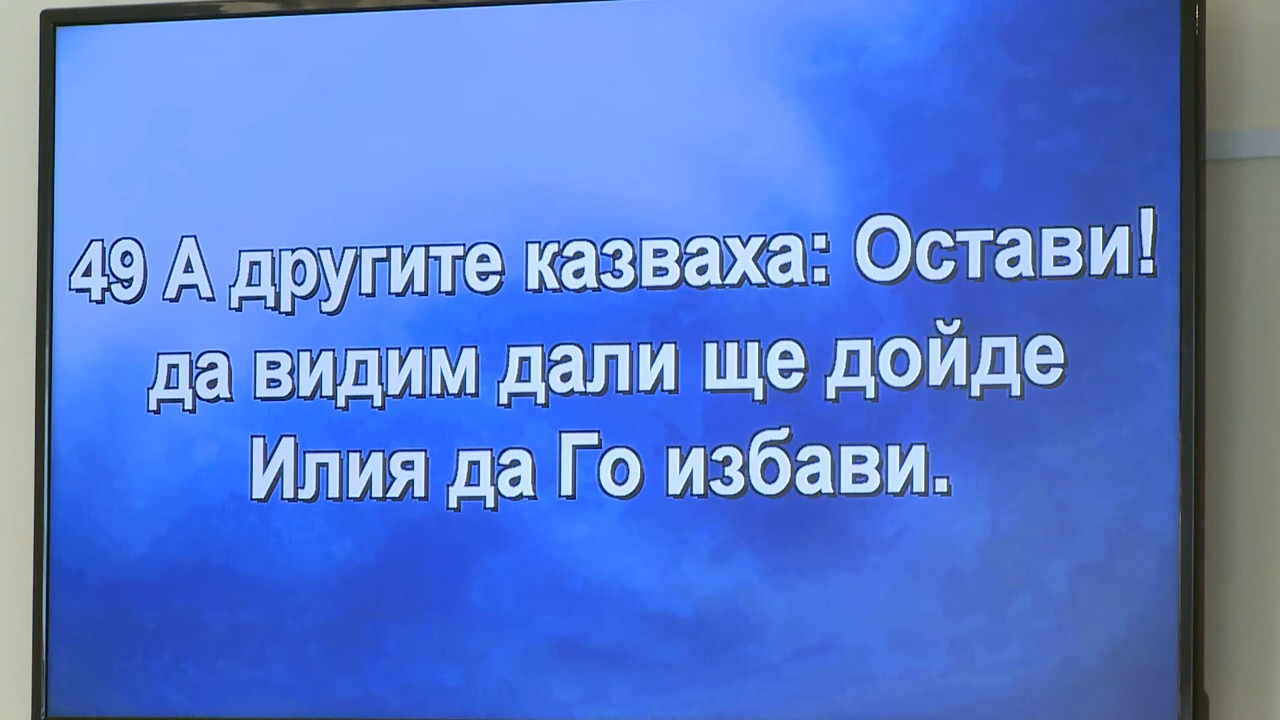 49 А другите казваха: Остави!
да видим дали ще дойде
Илия да Го избави.